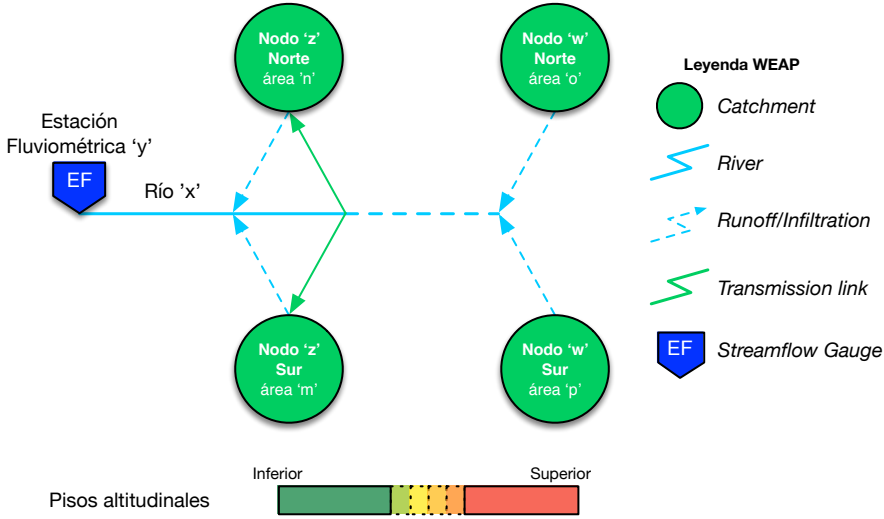 Nodo ‘z’
Norte
área ’n’
Nodo ‘w’
Norte
área ‘o’
Leyenda WEAP
Catchment
Estación
Fluviométrica ‘y’
EF
Río ’x’
River
Runoff/Infiltration
Transmission link
EF
Streamflow Gauge
Nodo ‘z’
Sur
área ‘m’
Nodo ‘w’
Sur
área ‘p’
Inferior
Superior
Pisos altitudinales